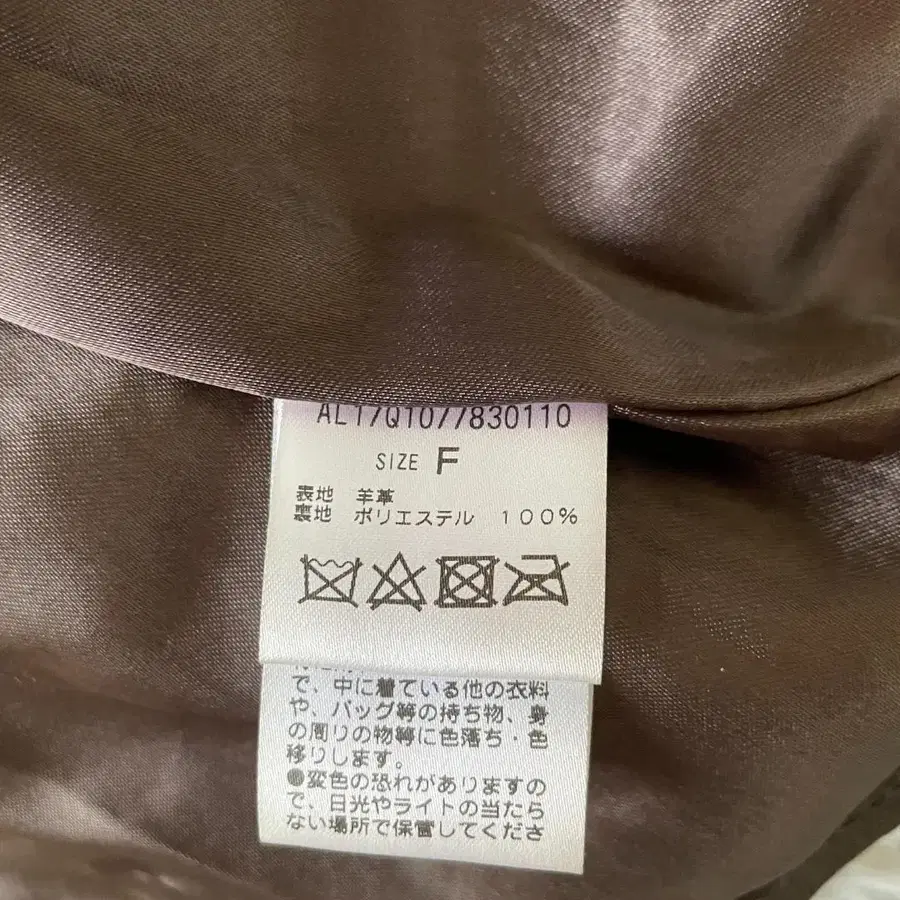 AL17Q1077830110
SIZE F
表地 羊革
裏地 ポリエステル 100%
で、中に着ている他の衣料
や、バッグ等の持ち物、身
の周りの物等に色落ち・色
移りします。
●変色の恐れがありますの
で、日光やライトの当たら
ない場所で保管してくださ